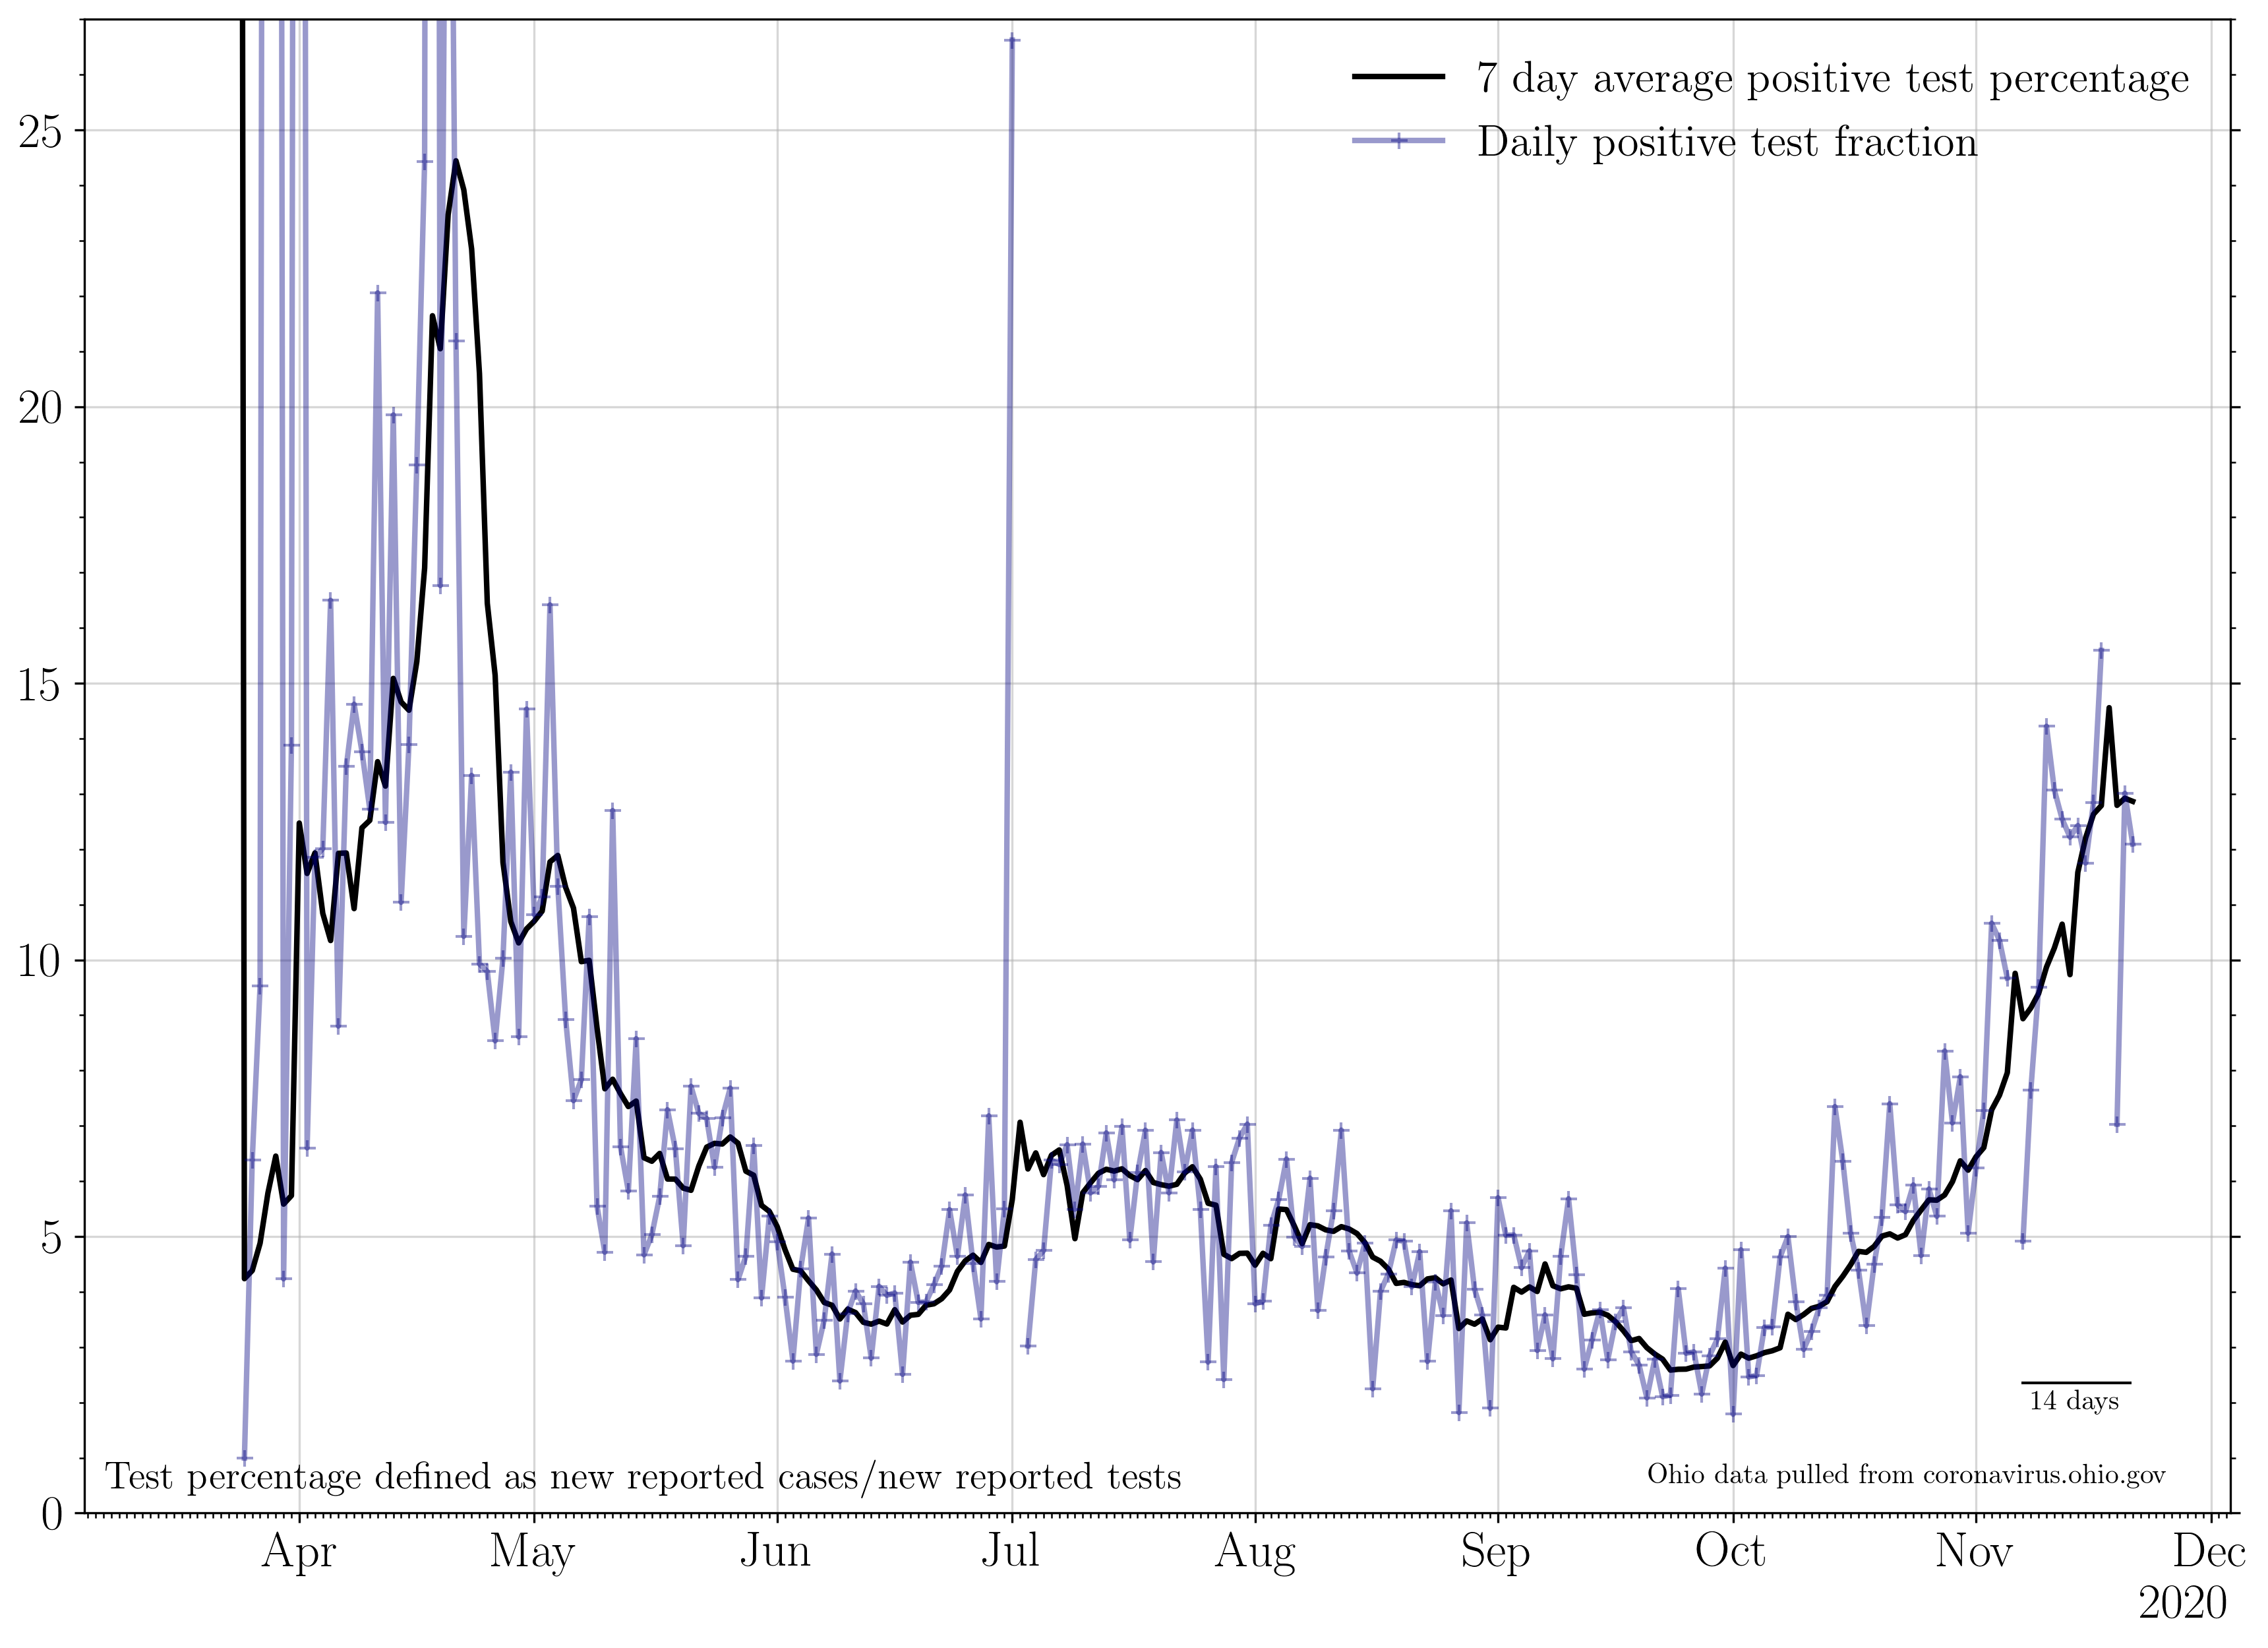 7 day average positive test percentage
Daily positive test fraction
25
20
15
10
5
0
14 days
Test percentage defined as new reported cases/new reported tests
Ohio data pulled from coronavirus.ohio.gov
Apr May Jun Jul Aug Sep Oct Nov Dec
2020